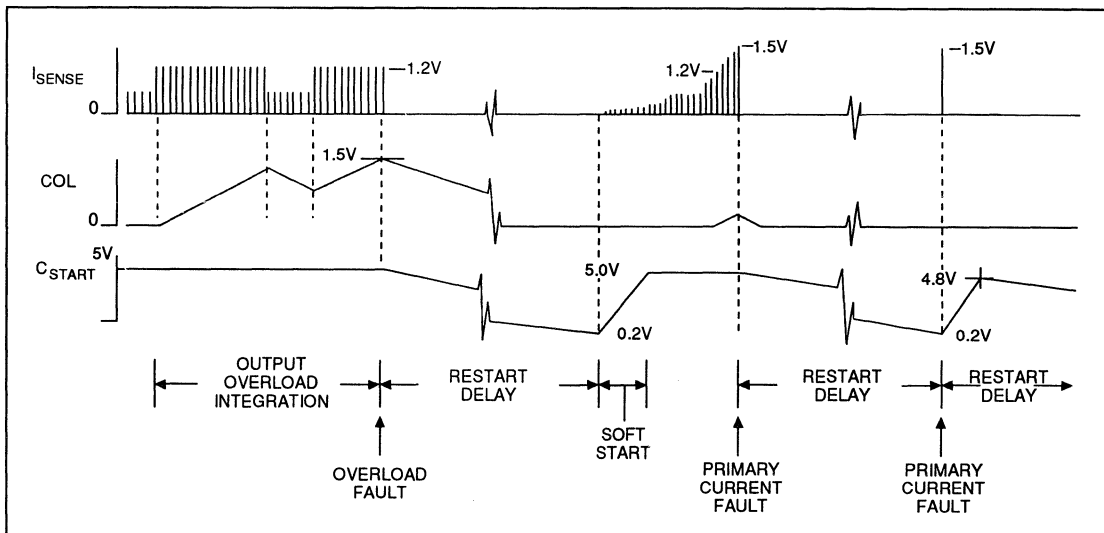 ISENSE
0
–1.2V
1.2V–
–1.5V
–1.5V
COL
0
1.5V
5V
CSTART
5.0V
0.2V
4.8V
0.2V
OUTPUT
OVERLOAD
INTEGRATION
RESTART
DELAY
SOFT
START
RESTART
DELAY
RESTART
DELAY
OVERLOAD
FAULT
PRIMARY
CURRENT
FAULT
PRIMARY
CURRENT
FAULT